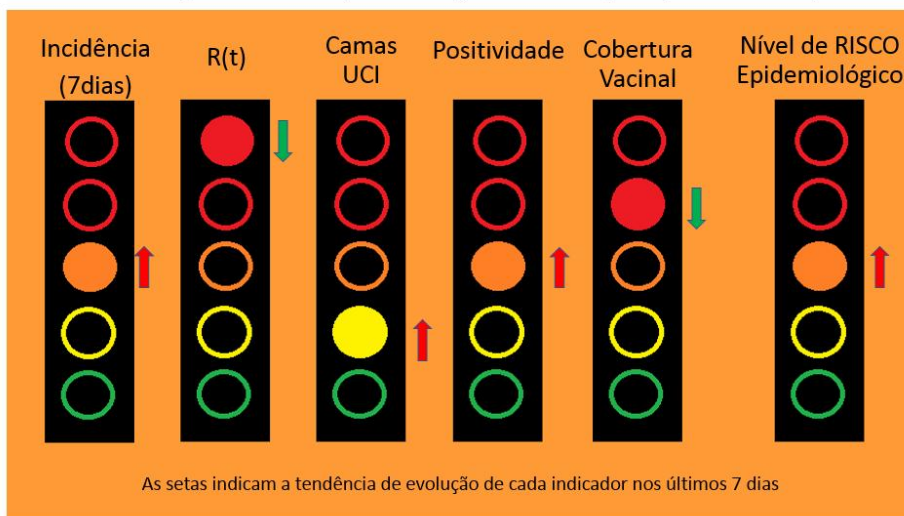 Incidência
(7dias)
R(t)
Camas
UCI
Positividade
Cobertura
Vacinal
Nível de RISCO
Epidemiológico
As setas indicam a tendência de evolução de cada indicador nos últimos 7 dias